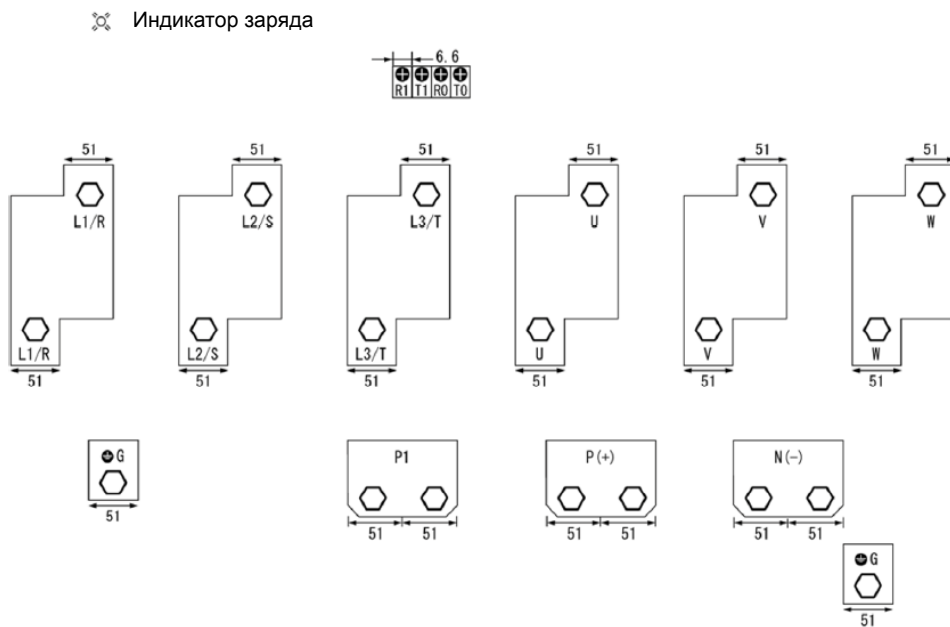 Индикатор заряда
6.6
R1 T1 R0 T0
51 51 51 51 51 51
L1/R L2/S L3/T U V W
L1/R L2/S L3/T U V W
51 51 51 51 51 51
G P1 P(+) N(-)
51 51 51 51 51 51 51
G
51